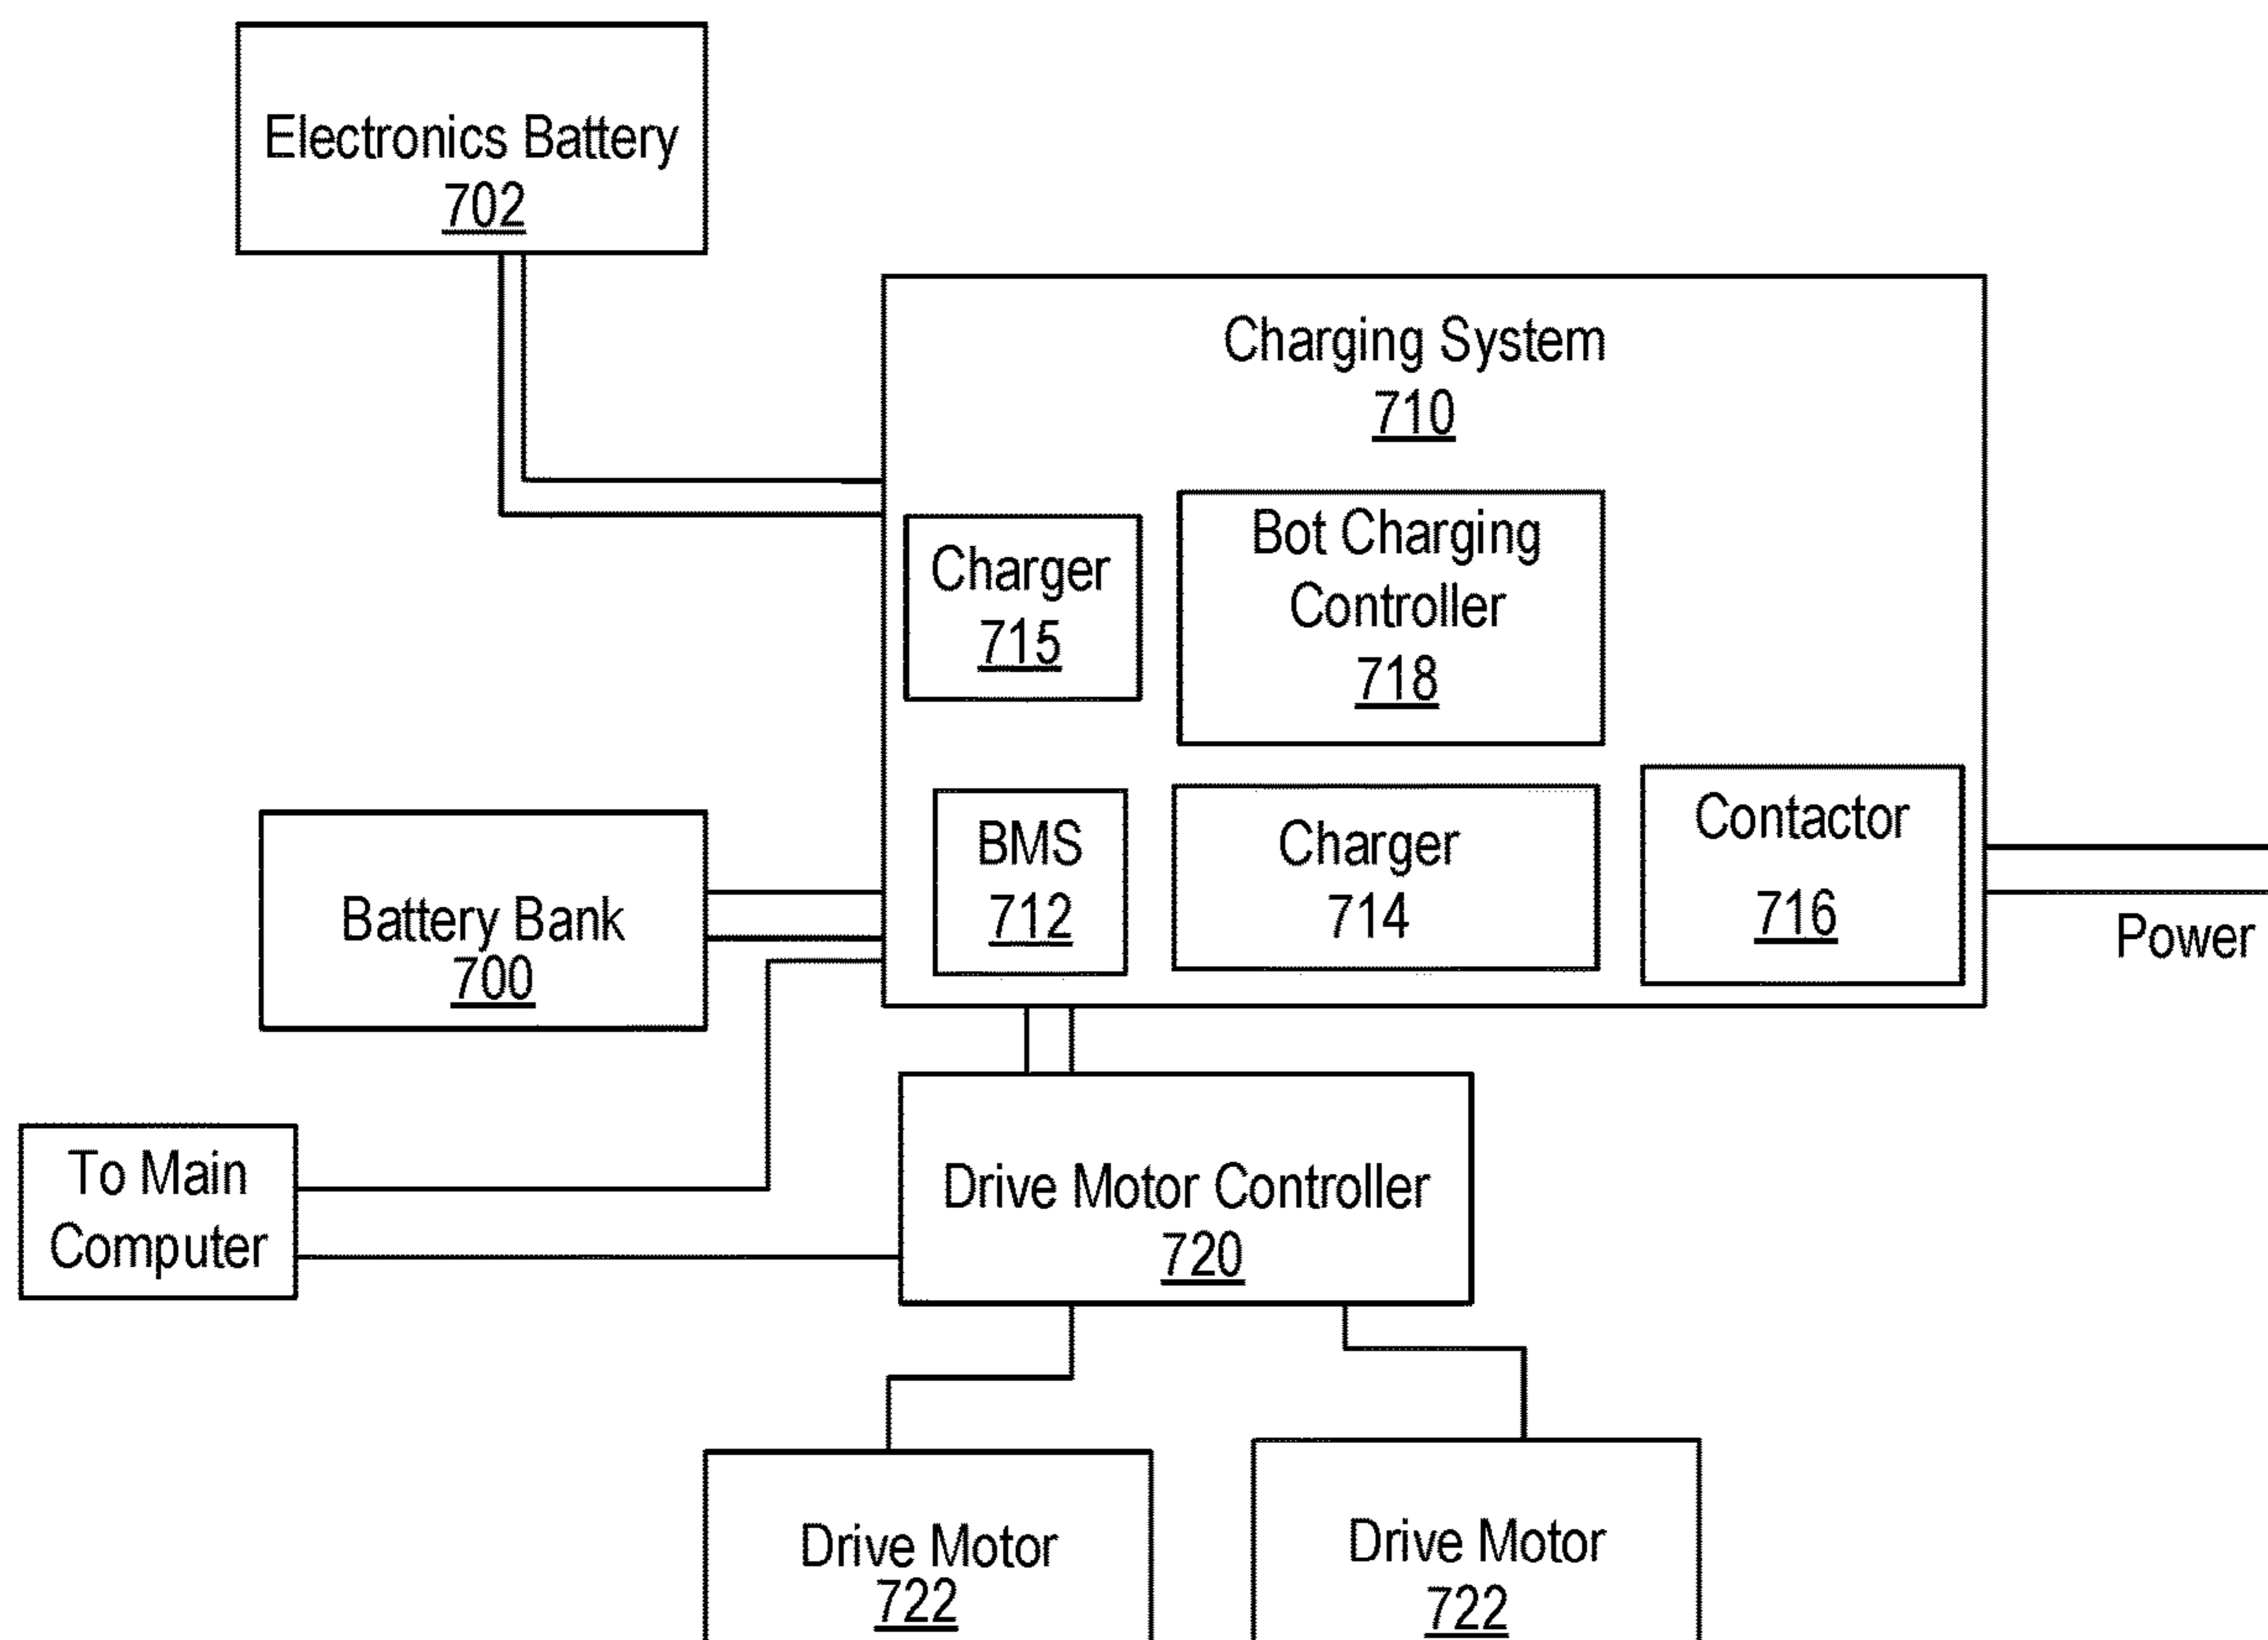 Electronics Battery
702
Charging System
710
Charger
715
Bot Charging
Controller
718
BMS
712
Charger
714
Contactor
716
Power
Battery Bank
700
To Main
Computer
Drive Motor Controller
720
Drive Motor
722
Drive Motor
722